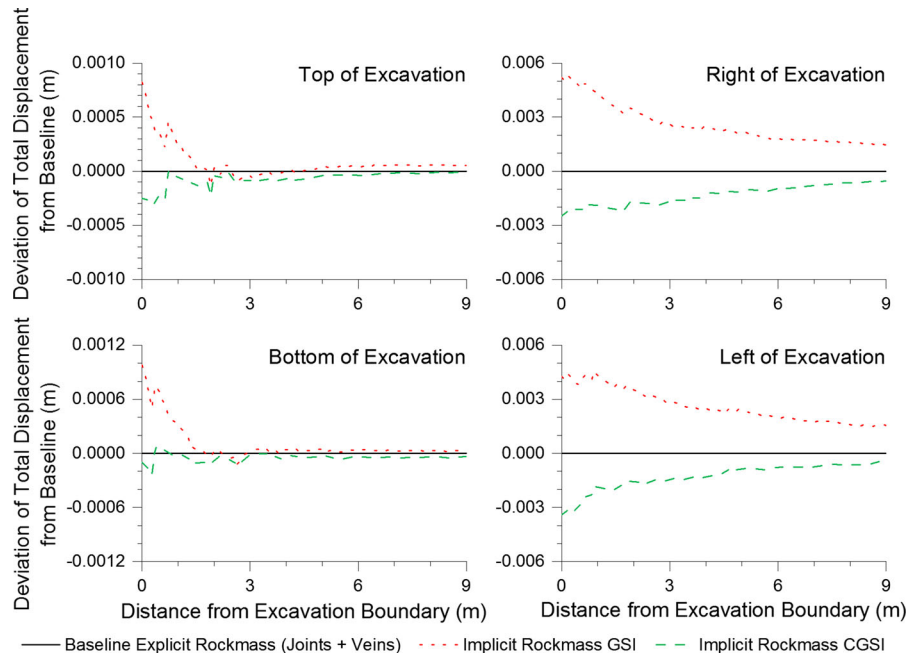 Deviation of Total Displacement
from Baseline (m)
0.0010
0.0005
0.0000
-0.0005
-0.0010
Top of Excavation
0 3 6 9
0.006
0.003
0.000
-0.003
-0.006
Right of Excavation
0 3 6 9
Deviation of Total Displacement
from Baseline (m)
0.0012
0.0006
0.0000
-0.0006
-0.0012
Bottom of Excavation
0 3 6 9
Distance from Excavation Boundary (m)
0.006
0.003
0.000
-0.003
-0.006
Left of Excavation
0 3 6 9
Distance from Excavation Boundary (m)
Baseline Explicit Rockmass (Joints + Veins) Implicit Rockmass GSI Implicit Rockmass CGSI